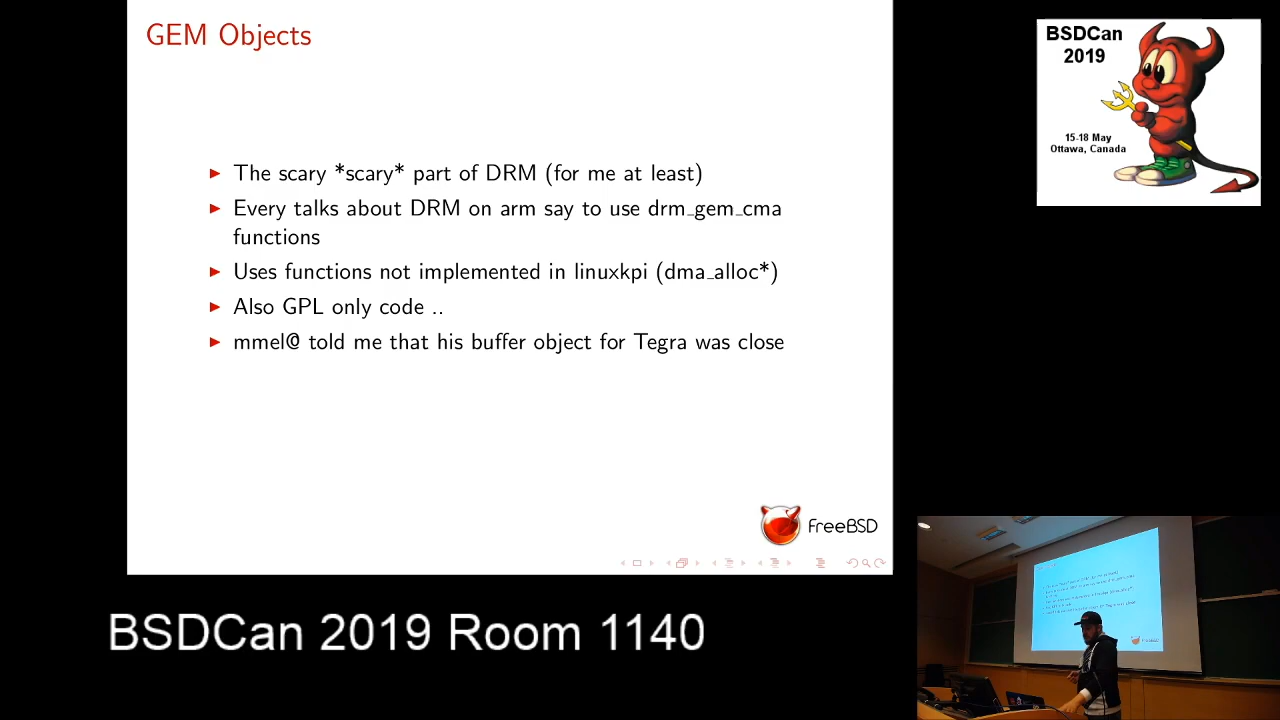 GEM Objects
The scary *scary* part of DRM (for me at least)
Every talks about DRM on arm say to use drm_gem_cma
functions
Uses functions not implemented in linuxkpi (dma_alloc*)
Also GPL only code ..
mmel@ told me that his buffer object for Tegra was close
FreeBSD
BSDCan
2019
15-18 May
Ottawa, Canada
BSDCan 2019 Room 1140